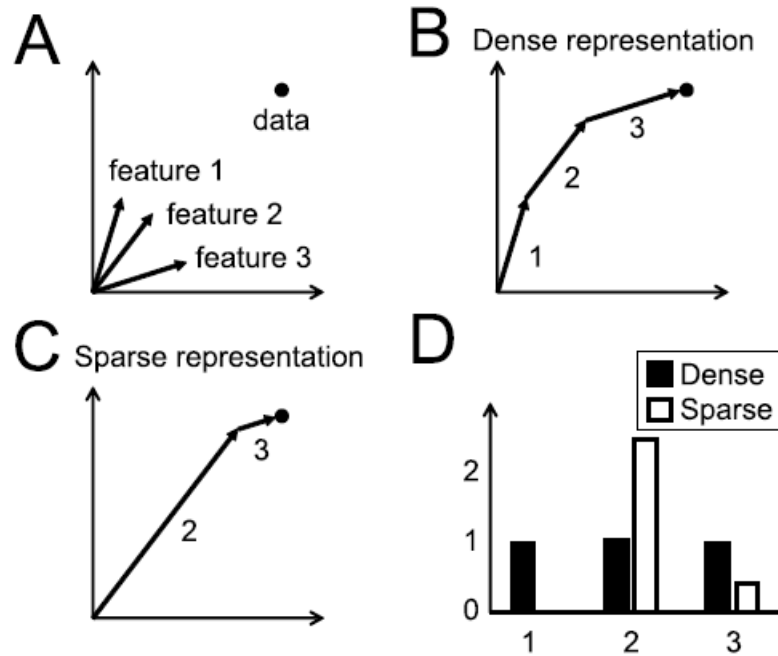 A
data
feature 1
feature 2
feature 3
B
Dense representation
3
2
1
C
Sparse representation
3
2
D
Dense
Sparse
2
1
0
1 2 3